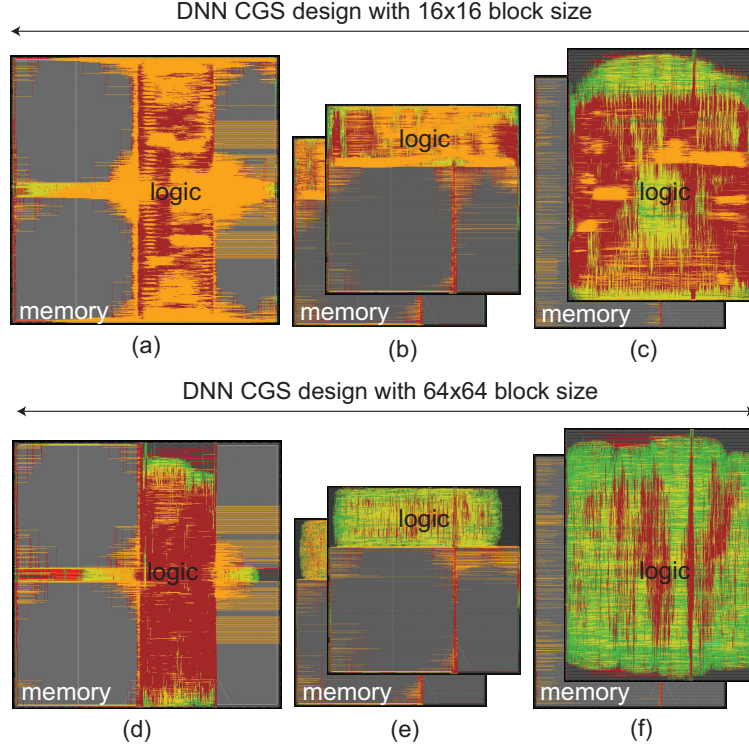 DNN CGS design with 16x16 block size
logic
logic
logic
memory
memory
memory
(a)
(b)
(c)
DNN CGS design with 64x64 block size
logic
logic
logic
memory
memory
memory
(d)
(e)
(f)